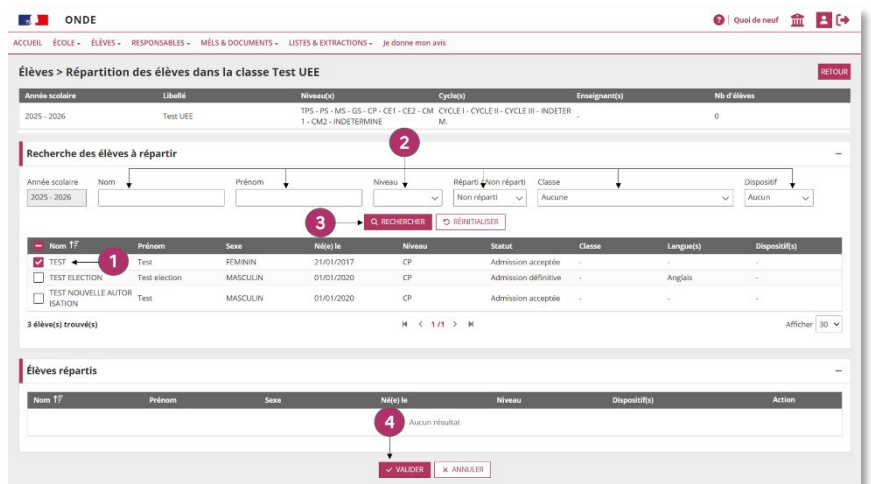 ONDE
Quoi de neuf
ACCUEIL ÉCOLE ÉLÈVES RESPONSABLES MÉLS & DOCUMENTS LISTES & EXTRACTIONS Je donne mon avis
Élèves > Répartition des élèves dans la classe Test UEE
RETOUR
Année scolaire Libellé Niveau(x) Cycle(s) Enseignant(s) Nb d'élèves
2025 - 2026 Test UEE TPS - PS - MS - GS - CP - CE1 - CE2 - CM CYCLE I - CYCLE II - CYCLE III - INDETER - 0
1 - CM2 - INDETERMINE M.
Recherche des élèves à répartir
2
Année scolaire Nom Prénom Niveau Réparti / Non réparti Classe Dispositif
2025 - 2026 Non réparti Aucune Aucun
3 RECHERCHER RÉINITIALISER
Nom Prénom Sexe Né(e) le Niveau Statut Classe Langue(s) Dispositif(s)
TEST 1 Test FEMININ 21/01/2017 CP Admission acceptée - - -
TEST ELECTION Test election MASCULIN 01/01/2020 CP Admission définitive - Anglais -
TEST NOUVELLE AUTOR Test MASCULIN 01/01/2020 CP Admission acceptée - - -
ISATION
3 élève(s) trouvé(s) 1 /1 Afficher 30
Élèves répartis
Nom Prénom Sexe Né(e) le Niveau Dispositif(s) Action
4 Aucun résultat
VALIDER ANNULER